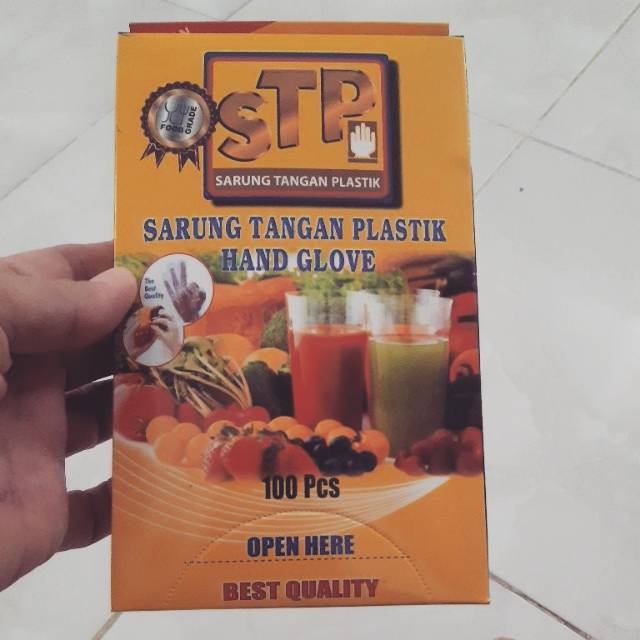 STP
FOOD GRADE
SARUNG TANGAN PLASTIK
SARUNG TANGAN PLASTIK
HAND GLOVE
The
Best
Quality
100 Pcs
OPEN HERE
BEST QUALITY